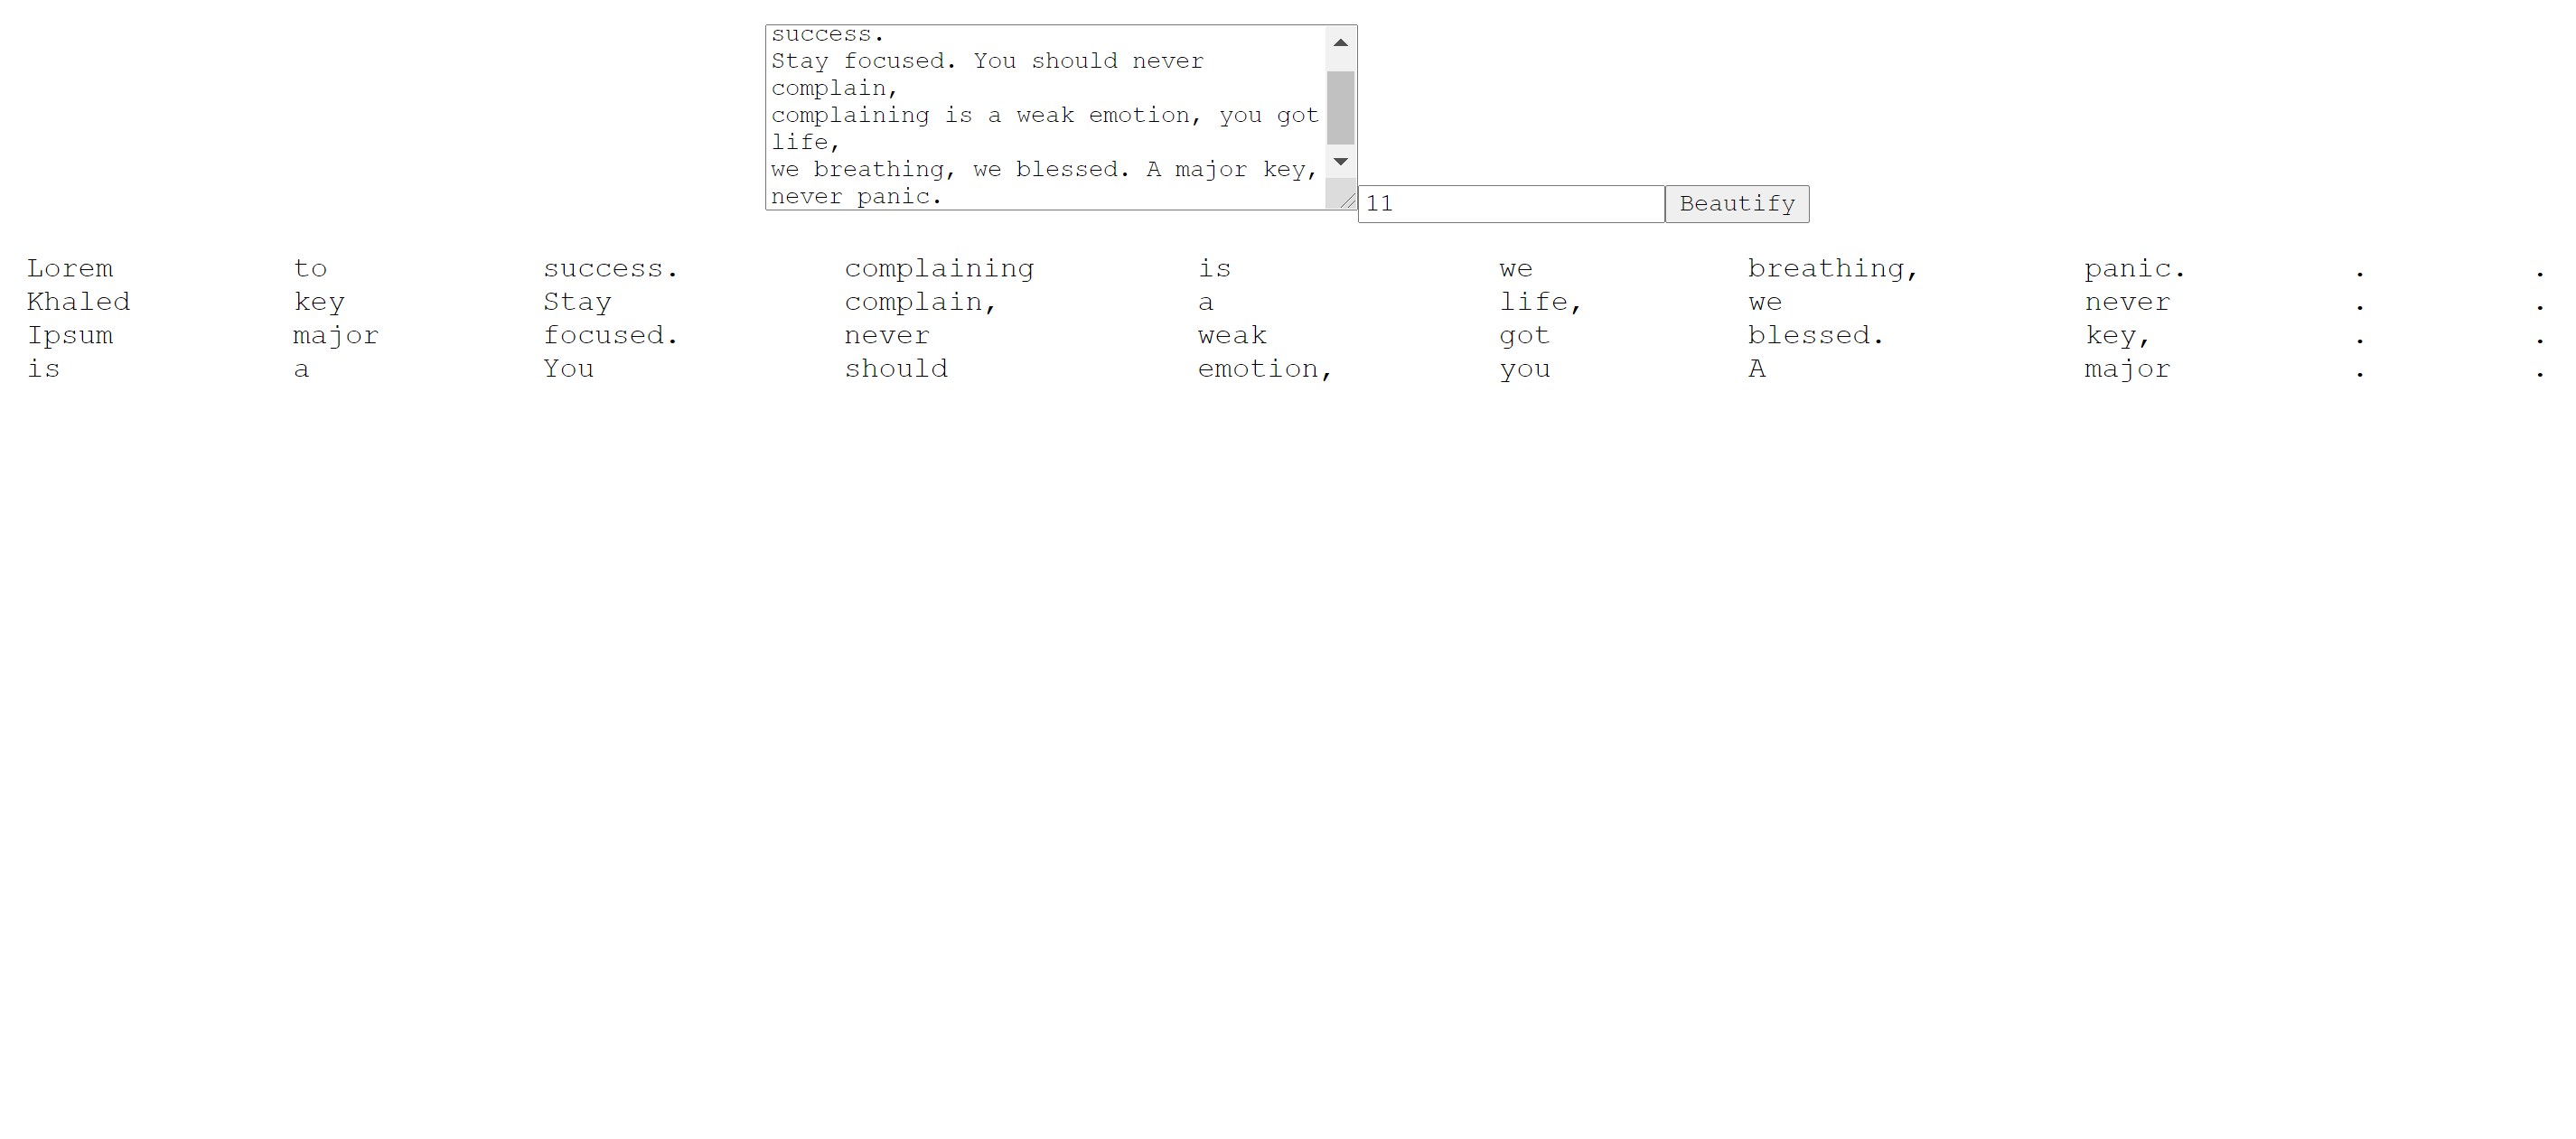 success.
Stay focused. You should never
complain,
complaining is a weak emotion, you got
life,
we breathing, we blessed. A major key,
never panic.
11 Beautify
Lorem to success. complaining is we breathing, panic. . .
Khaled key Stay complain, a life, we never . .
Ipsum major focused. never weak got blessed. key, . .
is a You should emotion, you A major . .